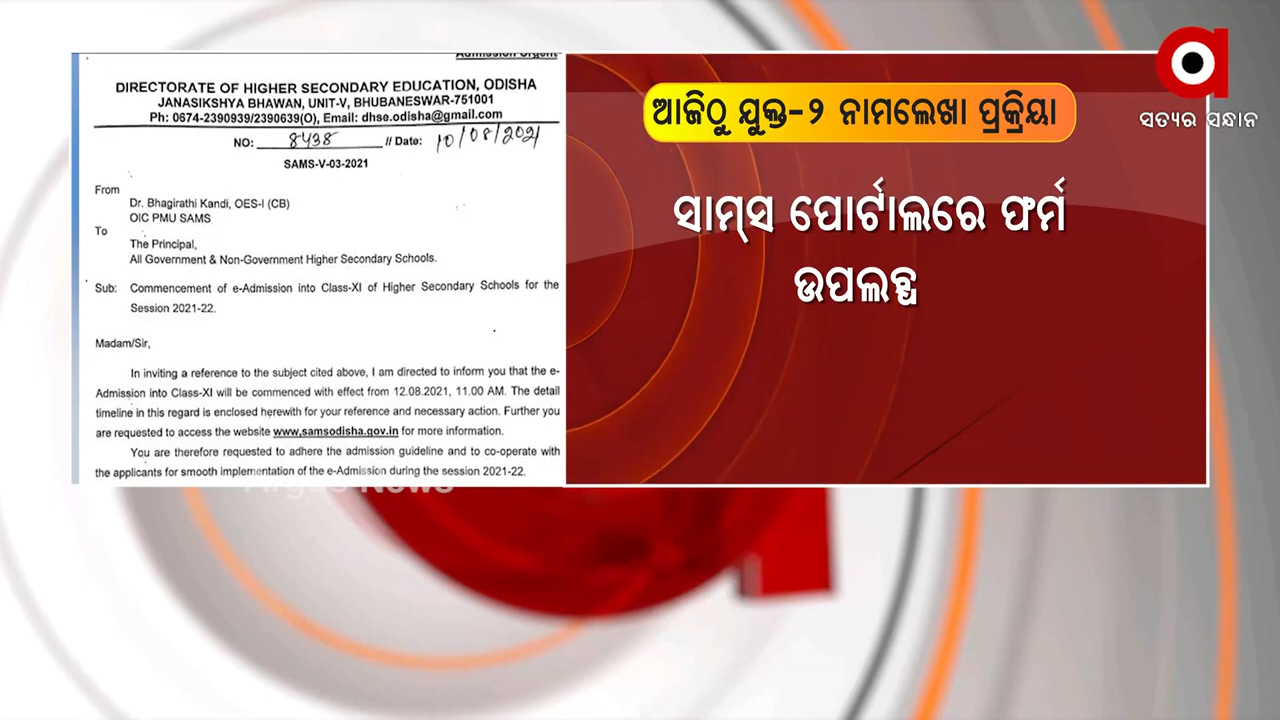 Admission Urgent
DIRECTORATE OF HIGHER SECONDARY EDUCATION, ODISHA
JANASIKSHYA BHAWAN, UNIT-V, BHUBANESWAR-751001
Ph: 0674-2390939/2390639(O), Email: dhse.odisha@gmail.com
NO: 8438 // Date: 10/08/2021
SAMS-V-03-2021
From
Dr. Bhagirathi Kandi, OES-I (CB)
OIC PMU SAMS
To
The Principal,
All Government & Non-Government Higher Secondary Schools.
Sub: Commencement of e-Admission into Class-XI of Higher Secondary Schools for the
Session 2021-22.
Madam/Sir,
In inviting a reference to the subject cited above, I am directed to inform you that the e-
Admission into Class-XI will be commenced with effect from 12.08.2021, 11.00 AM. The detail
timeline in this regard is enclosed herewith for your reference and necessary action. Further you
are requested to access the website www.samsodisha.gov.in for more information.
You are therefore requested to adhere the admission guideline and to co-operate with
the applicants for smooth implementation of the e-Admission during the session 2021-22.
ଆଜିଠୁ ଯୁକ୍ତ-୨ ନାମଲେଖା ପ୍ରକ୍ରିୟା
ସାମ୍‌ସ ପୋର୍ଟାଲରେ ଫର୍ମ
ଉପଲବ୍ଧ
ସତ୍ୟର ସନ୍ଧାନ
Argus News